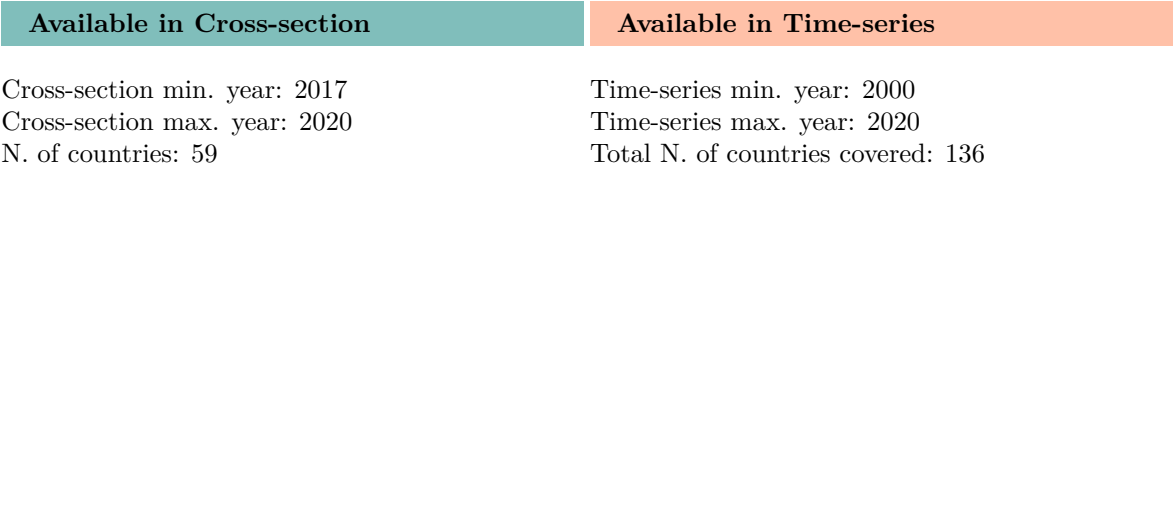 Available in Cross-section
Cross-section min. year: 2017
Cross-section max. year: 2020
N. of countries: 59
Available in Time-series
Time-series min. year: 2000
Time-series max. year: 2020
Total N. of countries covered: 136